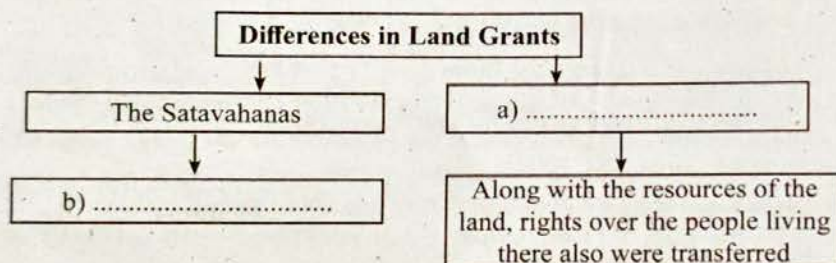 Differences in Land Grants
The Satavahanas
a) ................................
b) .................................
Along with the resources of the
land, rights over the people living
there also were transferred